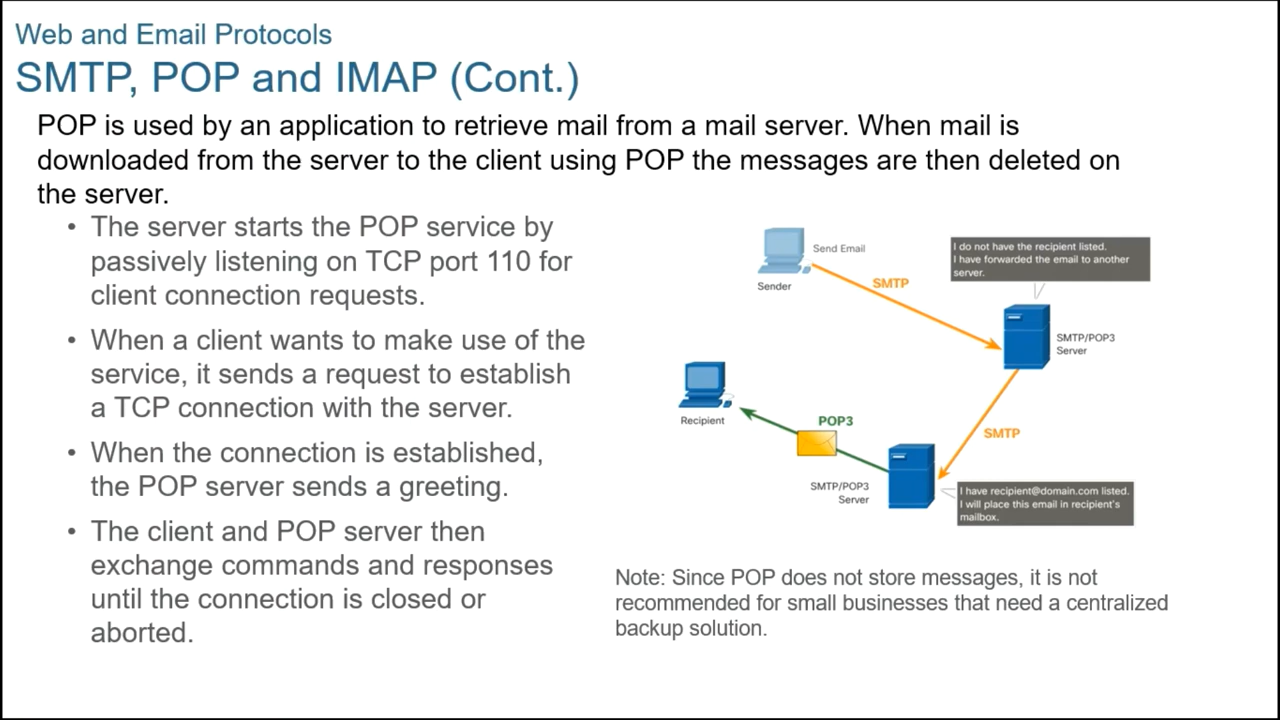 Web and Email Protocols
SMTP, POP and IMAP (Cont.)
POP is used by an application to retrieve mail from a mail server. When mail is
downloaded from the server to the client using POP the messages are then deleted on
the server.
• The server starts the POP service by
passively listening on TCP port 110 for
client connection requests.
• When a client wants to make use of the
service, it sends a request to establish
a TCP connection with the server.
• When the connection is established,
the POP server sends a greeting.
• The client and POP server then
exchange commands and responses
until the connection is closed or
aborted.
Send Email
Sender
SMTP
I do not have the recipient listed.
I have forwarded the email to another
server.
SMTP/POP3
Server
SMTP
Recipient
POP3
SMTP/POP3
Server
I have recipient@domain.com listed.
I will place this email in recipient's
mailbox.
Note: Since POP does not store messages, it is not
recommended for small businesses that need a centralized
backup solution.